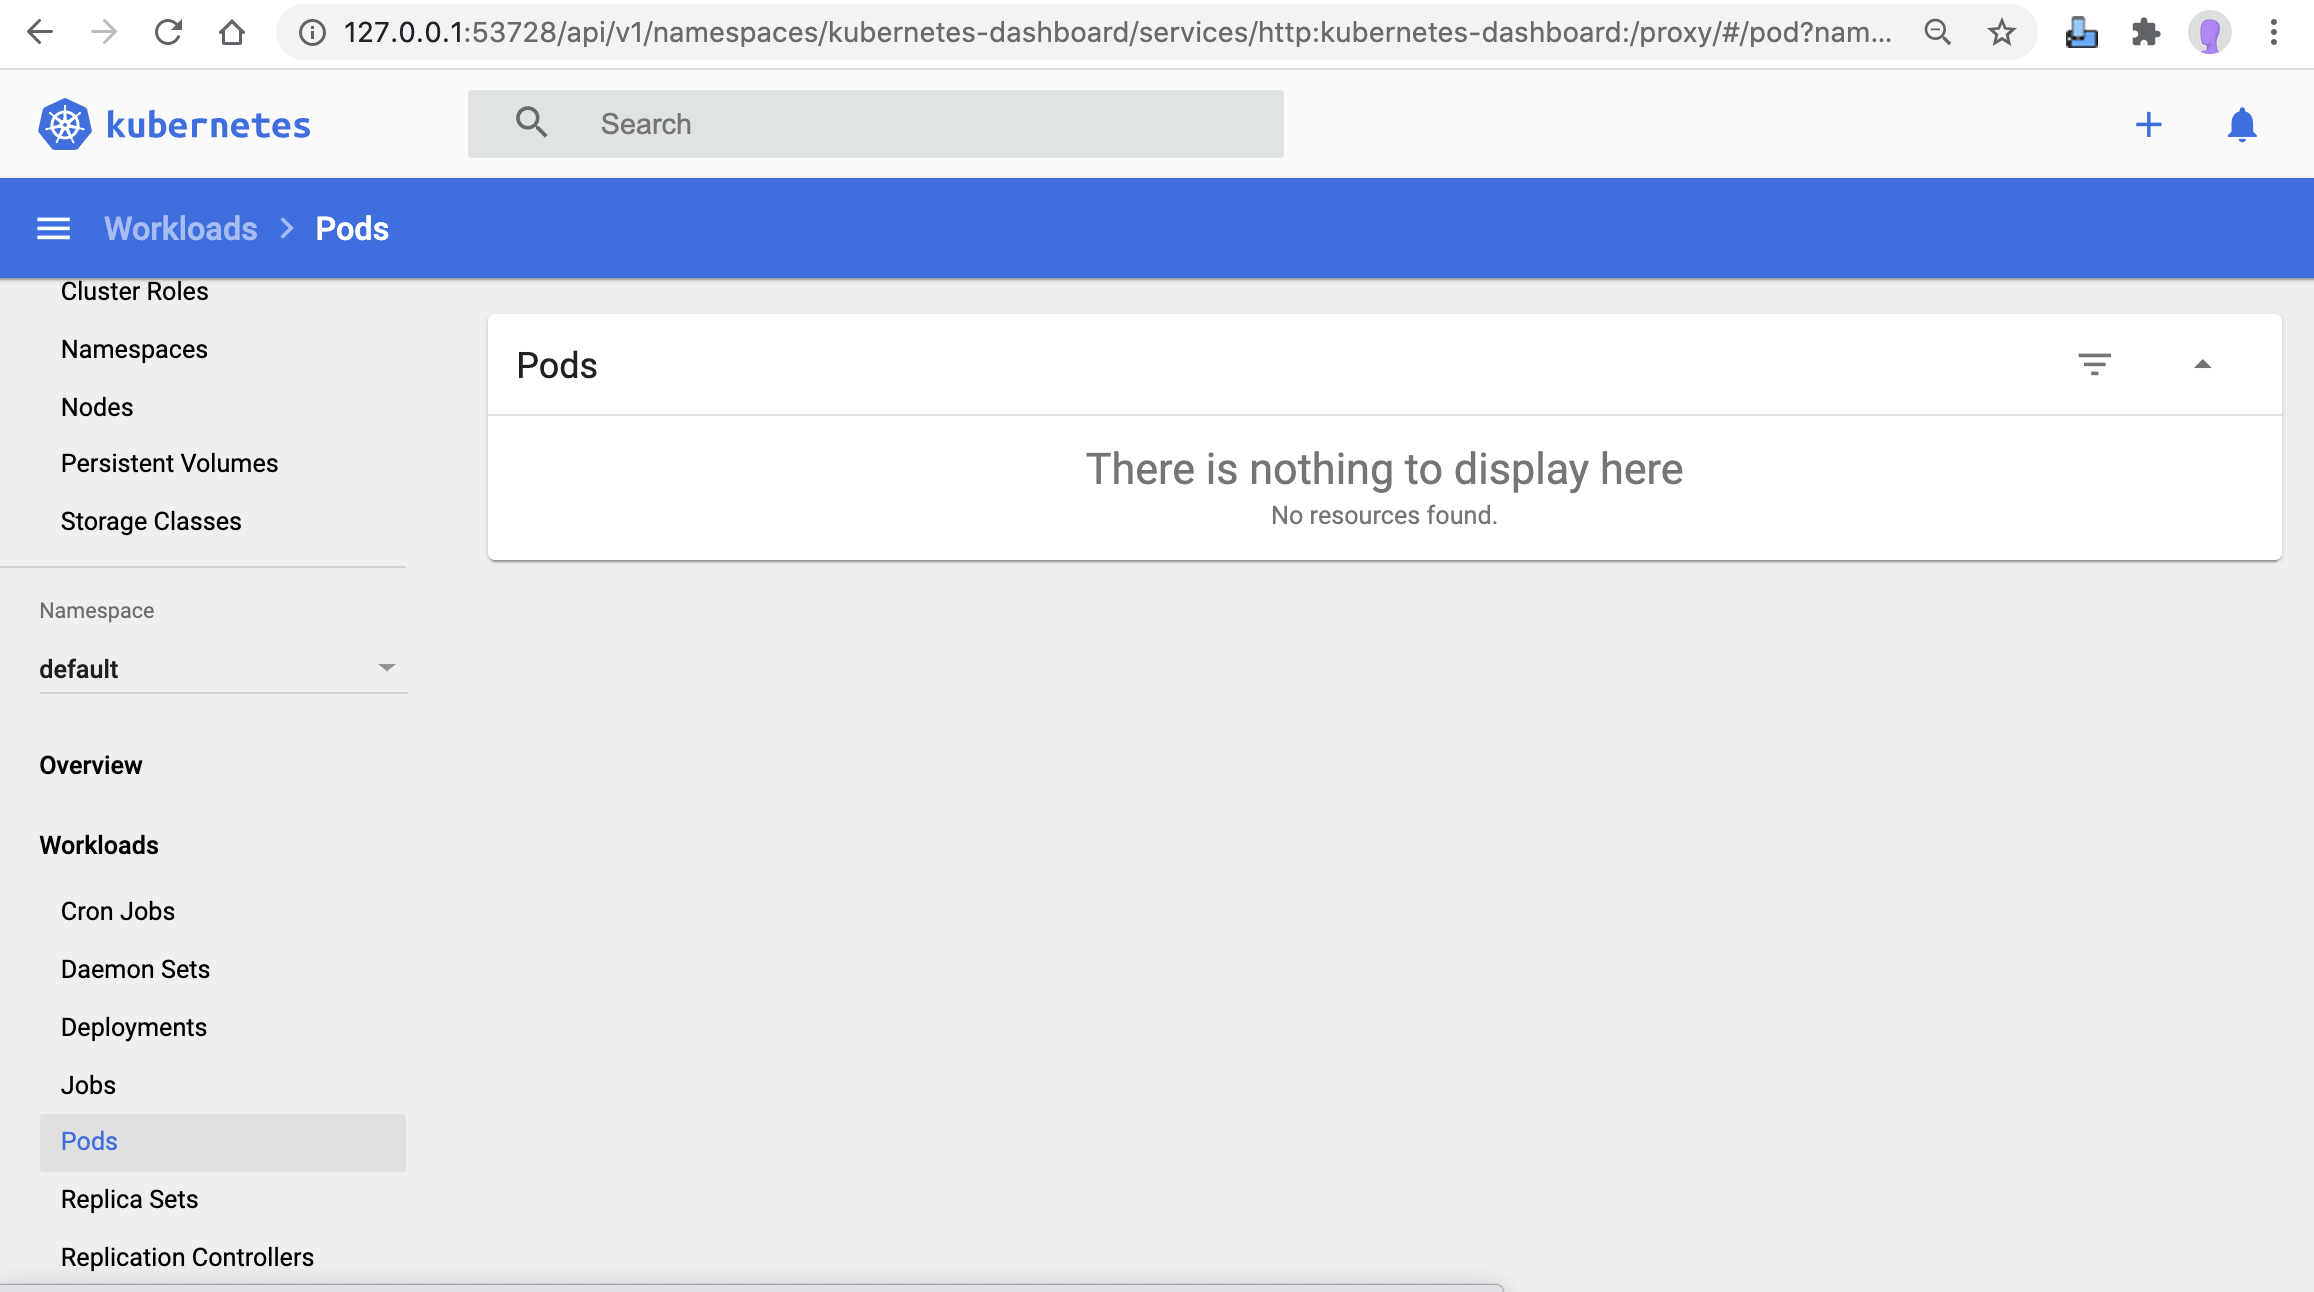 127.0.0.1:53728/api/v1/namespaces/kubernetes-dashboard/services/http:kubernetes-dashboard:/proxy/#/pod?nam...
kubernetes
Search
Workloads > Pods
Cluster Roles
Namespaces
Nodes
Persistent Volumes
Storage Classes
Namespace
default
Overview
Workloads
Cron Jobs
Daemon Sets
Deployments
Jobs
Pods
Replica Sets
Replication Controllers
Pods
There is nothing to display here
No resources found.